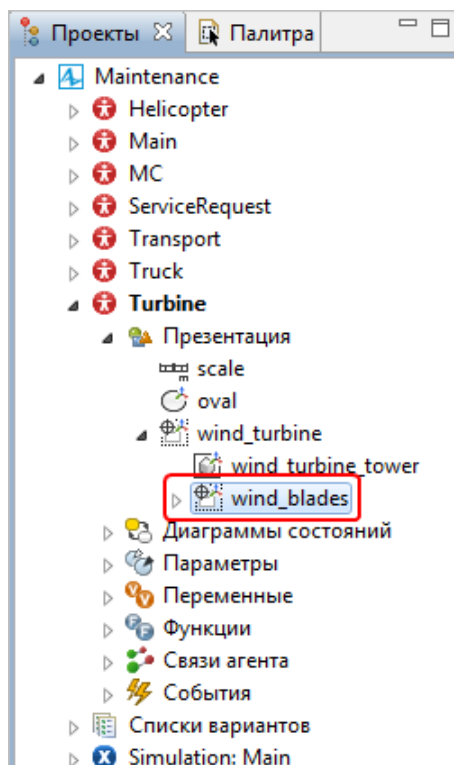 Проекты Палитра
Maintenance
Helicopter
Main
MC
ServiceRequest
Transport
Truck
Turbine
Презентация
scale
oval
wind_turbine
wind_turbine_tower
wind_blades
Диаграммы состояний
Параметры
Переменные
Функции
Связи агента
События
Списки вариантов
Simulation: Main